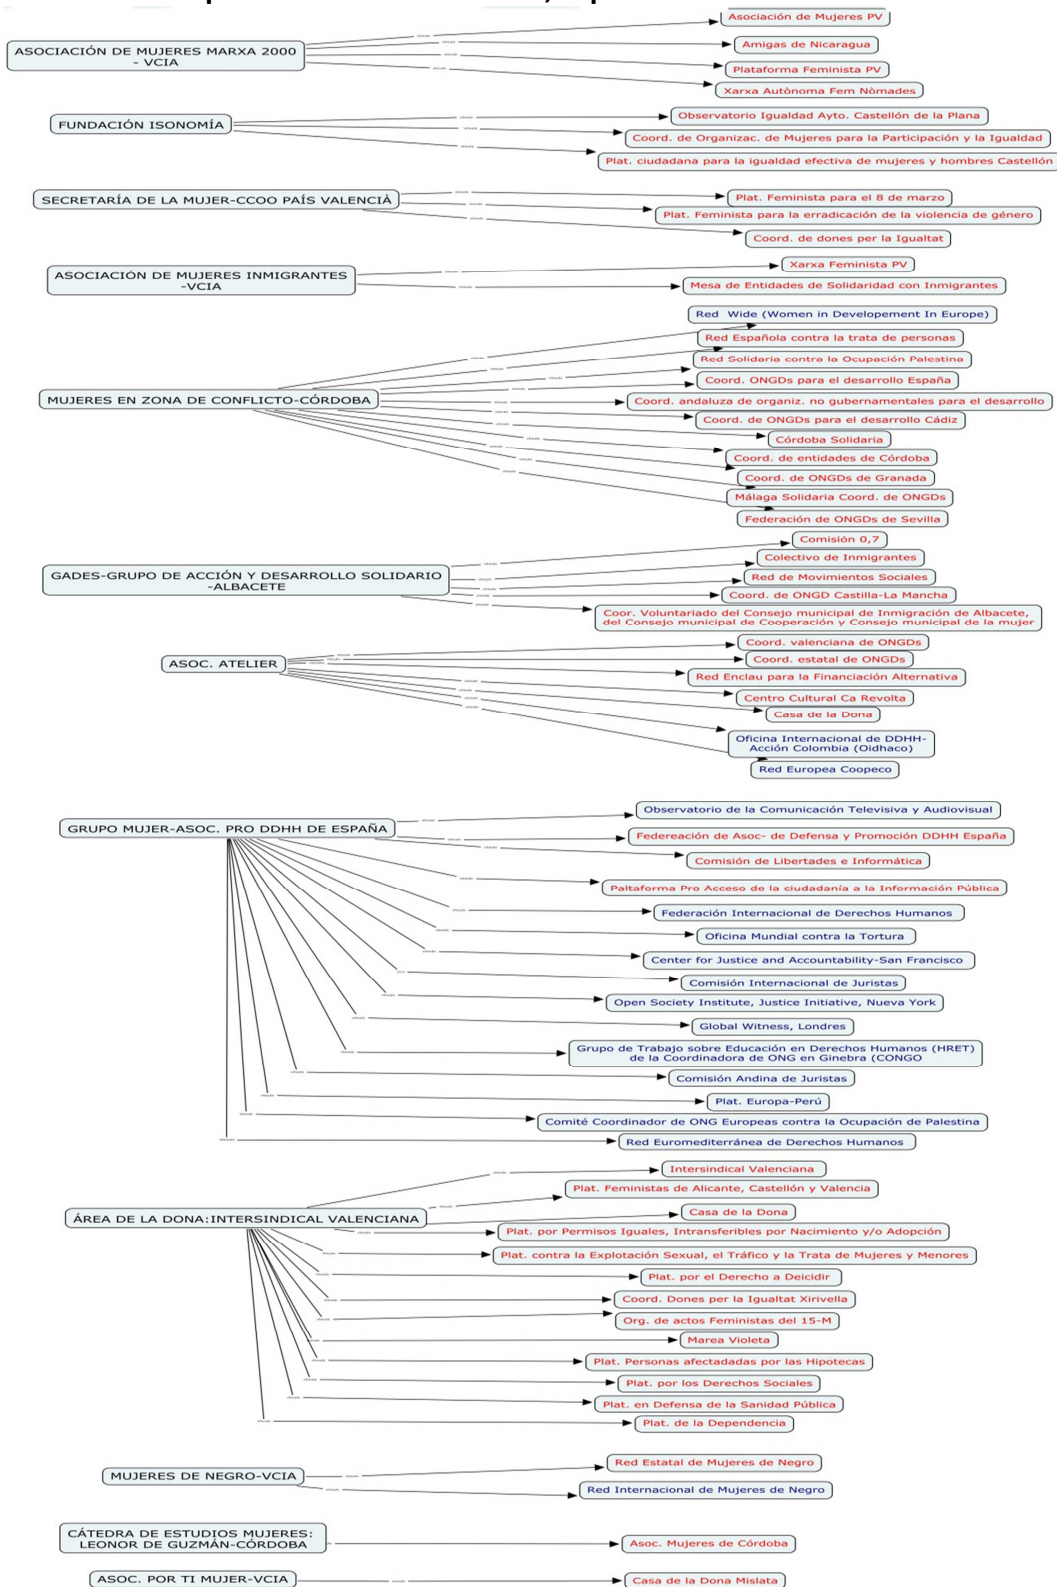 ASOCIACIÓN DE MUJERES MARXA 2000
- VCIA
Asociación de Mujeres PV
Amigas de Nicaragua
Plataforma Feminista PV
Xarxa Autònoma Fem Nòmades
FUNDACIÓN ISONOMÍA
Observatorio Igualdad Ayto. Castellón de la Plana
Coord. de Organizac. de Mujeres para la Participación y la Igualdad
Plat. ciudadana para la igualdad efectiva de mujeres y hombres Castellón
SECRETARÍA DE LA MUJER-CCOO PAÍS VALENCIÀ
Plat. Feminista para el 8 de marzo
Plat. Feminista para la erradicación de la violencia de género
Coord. de dones per la Igualtat
ASOCIACIÓN DE MUJERES INMIGRANTES
-VCIA
Xarxa Feminista PV
Mesa de Entidades de Solidaridad con Inmigrantes
MUJERES EN ZONA DE CONFLICTO-CÓRDOBA
Red Wide (Women in Developement In Europe)
Red Española contra la trata de personas
Red Solidaria contra la Ocupación Palestina
Coord. ONGDs para el desarrollo España
Coord. andaluza de organiz. no gubernamentales para el desarrollo
Coord. de ONGDs para el desarrollo Cádiz
Córdoba Solidaria
Coord. de entidades de Córdoba
Coord. de ONGDs de Granada
Málaga Solidaria Coord. de ONGDs
Federación de ONGDs de Sevilla
GADES-GRUPO DE ACCIÓN Y DESARROLLO SOLIDARIO
-ALBACETE
Comisión 0,7
Colectivo de Inmigrantes
Red de Movimientos Sociales
Coord. de ONGD Castilla-La Mancha
Coor. Voluntariado del Consejo municipal de Inmigración de Albacete,
del Consejo municipal de Cooperación y Consejo municipal de la mujer
ASOC. ATELIER
Coord. valenciana de ONGDs
Coord. estatal de ONGDs
Red Enclau para la Financiación Alternativa
Centro Cultural Ca Revolta
Casa de la Dona
Oficina Internacional de DDHH-
Acción Colombia (Oidhaco)
Red Europea Coopeco
GRUPO MUJER-ASOC. PRO DDHH DE ESPAÑA
Observatorio de la Comunicación Televisiva y Audiovisual
Federeación de Asoc- de Defensa y Promoción DDHH España
Comisión de Libertades e Informática
Paltaforma Pro Acceso de la ciudadanía a la Información Pública
Federación Internacional de Derechos Humanos
Oficina Mundial contra la Tortura
Center for Justice and Accountability-San Francisco
Comisión Internacional de Juristas
Open Society Institute, Justice Initiative, Nueva York
Global Witness, Londres
Grupo de Trabajo sobre Educación en Derechos Humanos (HRET)
de la Coordinadora de ONG en Ginebra (CONGO
Comisión Andina de Juristas
Plat. Europa-Perú
Comité Coordinador de ONG Europeas contra la Ocupación de Palestina
Red Euromediterránea de Derechos Humanos
ÁREA DE LA DONA:INTERSINDICAL VALENCIANA
Intersindical Valenciana
Plat. Feministas de Alicante, Castellón y Valencia
Casa de la Dona
Plat. por Permisos Iguales, Intransferibles por Nacimiento y/o Adopción
Plat. contra la Explotación Sexual, el Tráfico y la Trata de Mujeres y Menores
Plat. por el Derecho a Deicidir
Coord. Dones per la Igualtat Xirivella
Org. de actos Feministas del 15-M
Marea Violeta
Plat. Personas afectadadas por las Hipotecas
Plat. por los Derechos Sociales
Plat. en Defensa de la Sanidad Pública
Plat. de la Dependencia
MUJERES DE NEGRO-VCIA
Red Estatal de Mujeres de Negro
Red Internacional de Mujeres de Negro
CÁTEDRA DE ESTUDIOS MUJERES:
LEONOR DE GUZMÁN-CÓRDOBA
Asoc. Mujeres de Córdoba
ASOC. POR TI MUJER-VCIA
Casa de la Dona Mislata